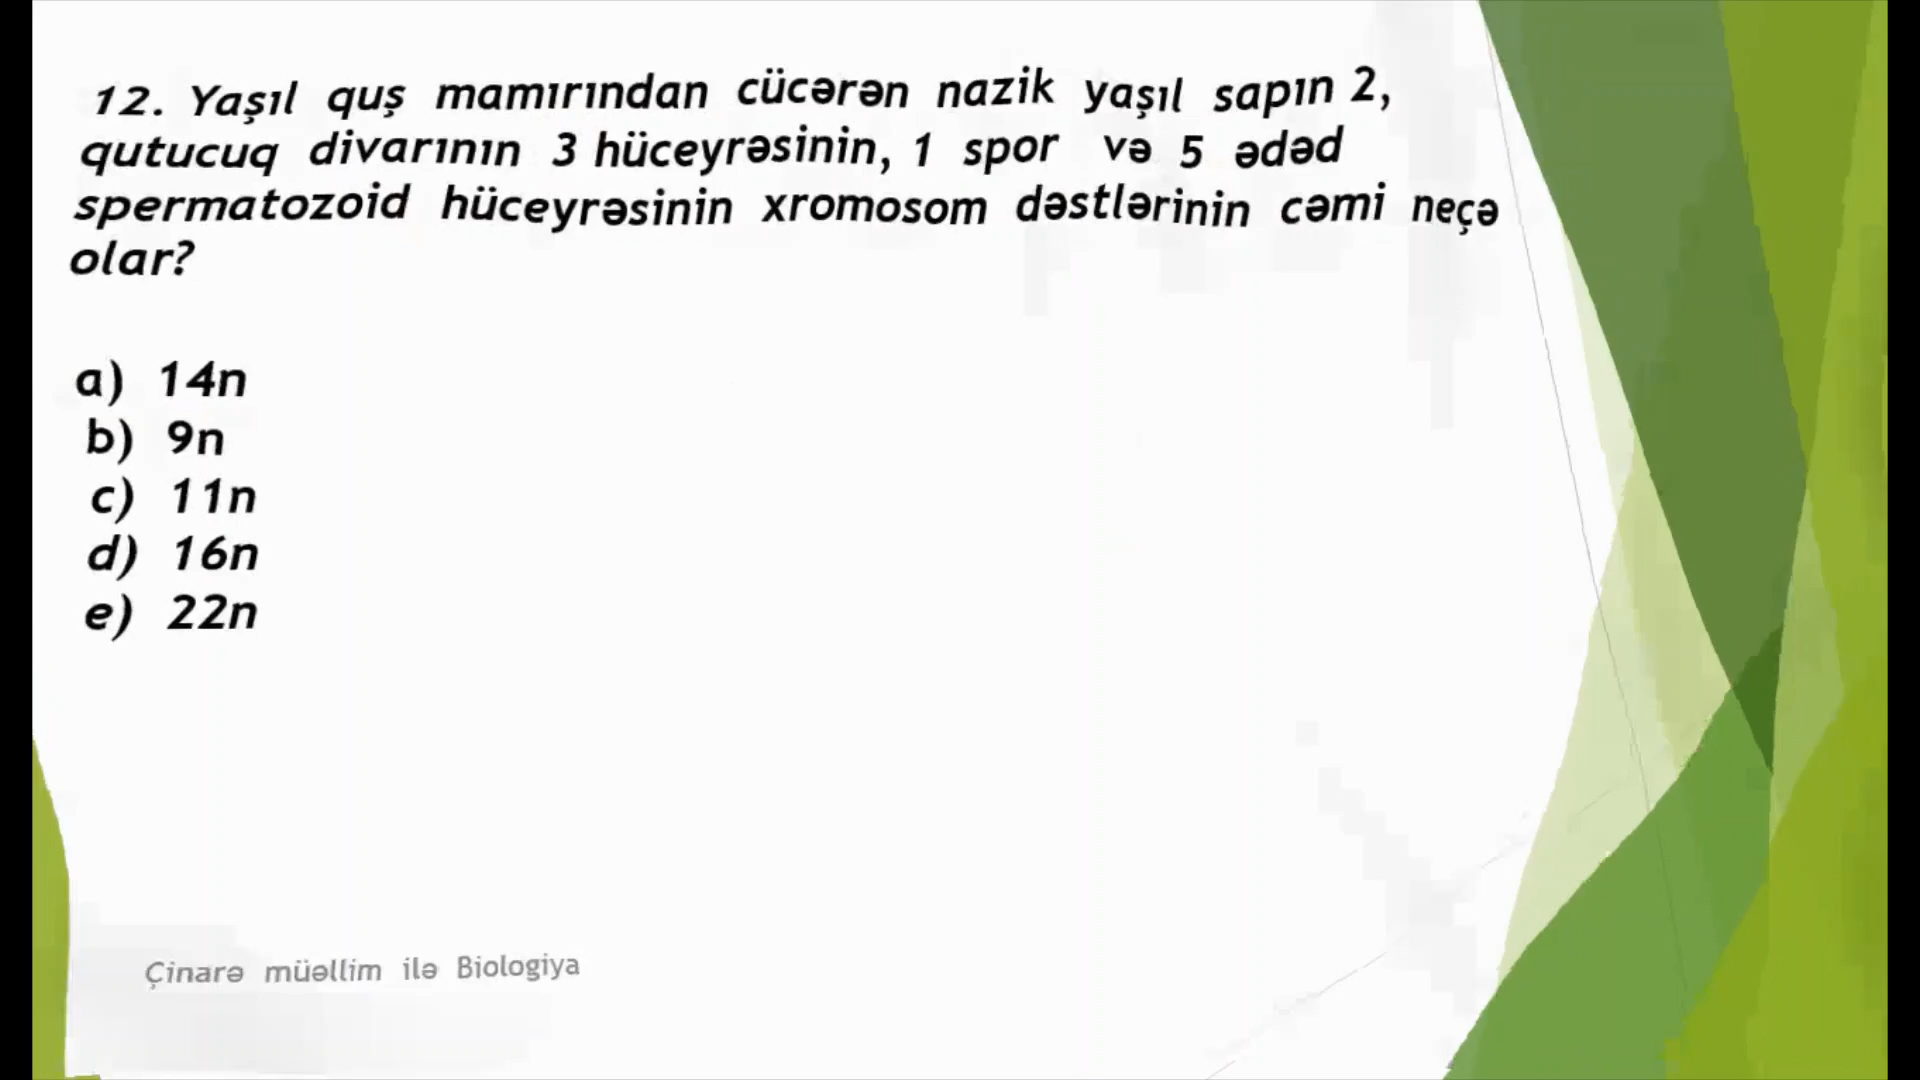 12. Yaşıl quş mamırından cücərən nazik yaşıl sapın 2,
qutucuq divarının 3 hüceyrəsinin, 1 spor və 5 ədəd
spermatozoid hüceyrəsinin xromosom dəstlərinin cəmi neçə
olar?
a) 14n
b) 9n
c) 11n
d) 16n
e) 22n
Çinarə müəllim ilə Biologiya